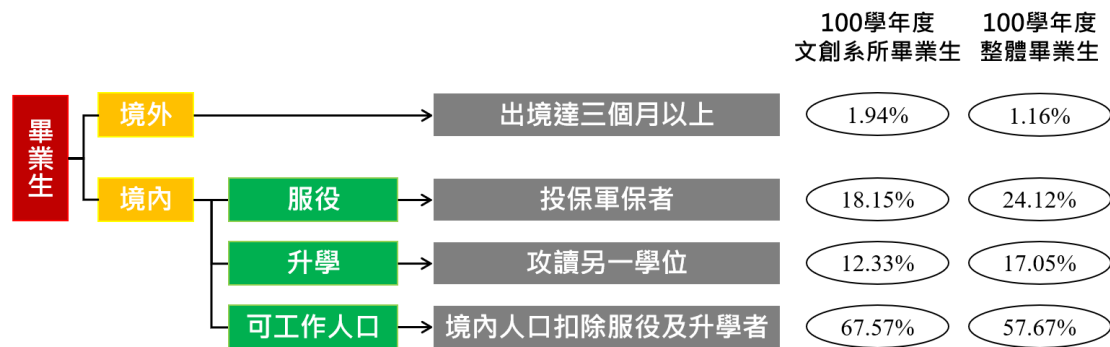 100學年度
文創系所畢業生
100學年度
整體畢業生
畢業生
境外
出境達三個月以上
1.94%
1.16%
境內
服役
投保軍保者
18.15%
24.12%
升學
攻讀另一學位
12.33%
17.05%
可工作人口
境內人口扣除服役及升學者
67.57%
57.67%